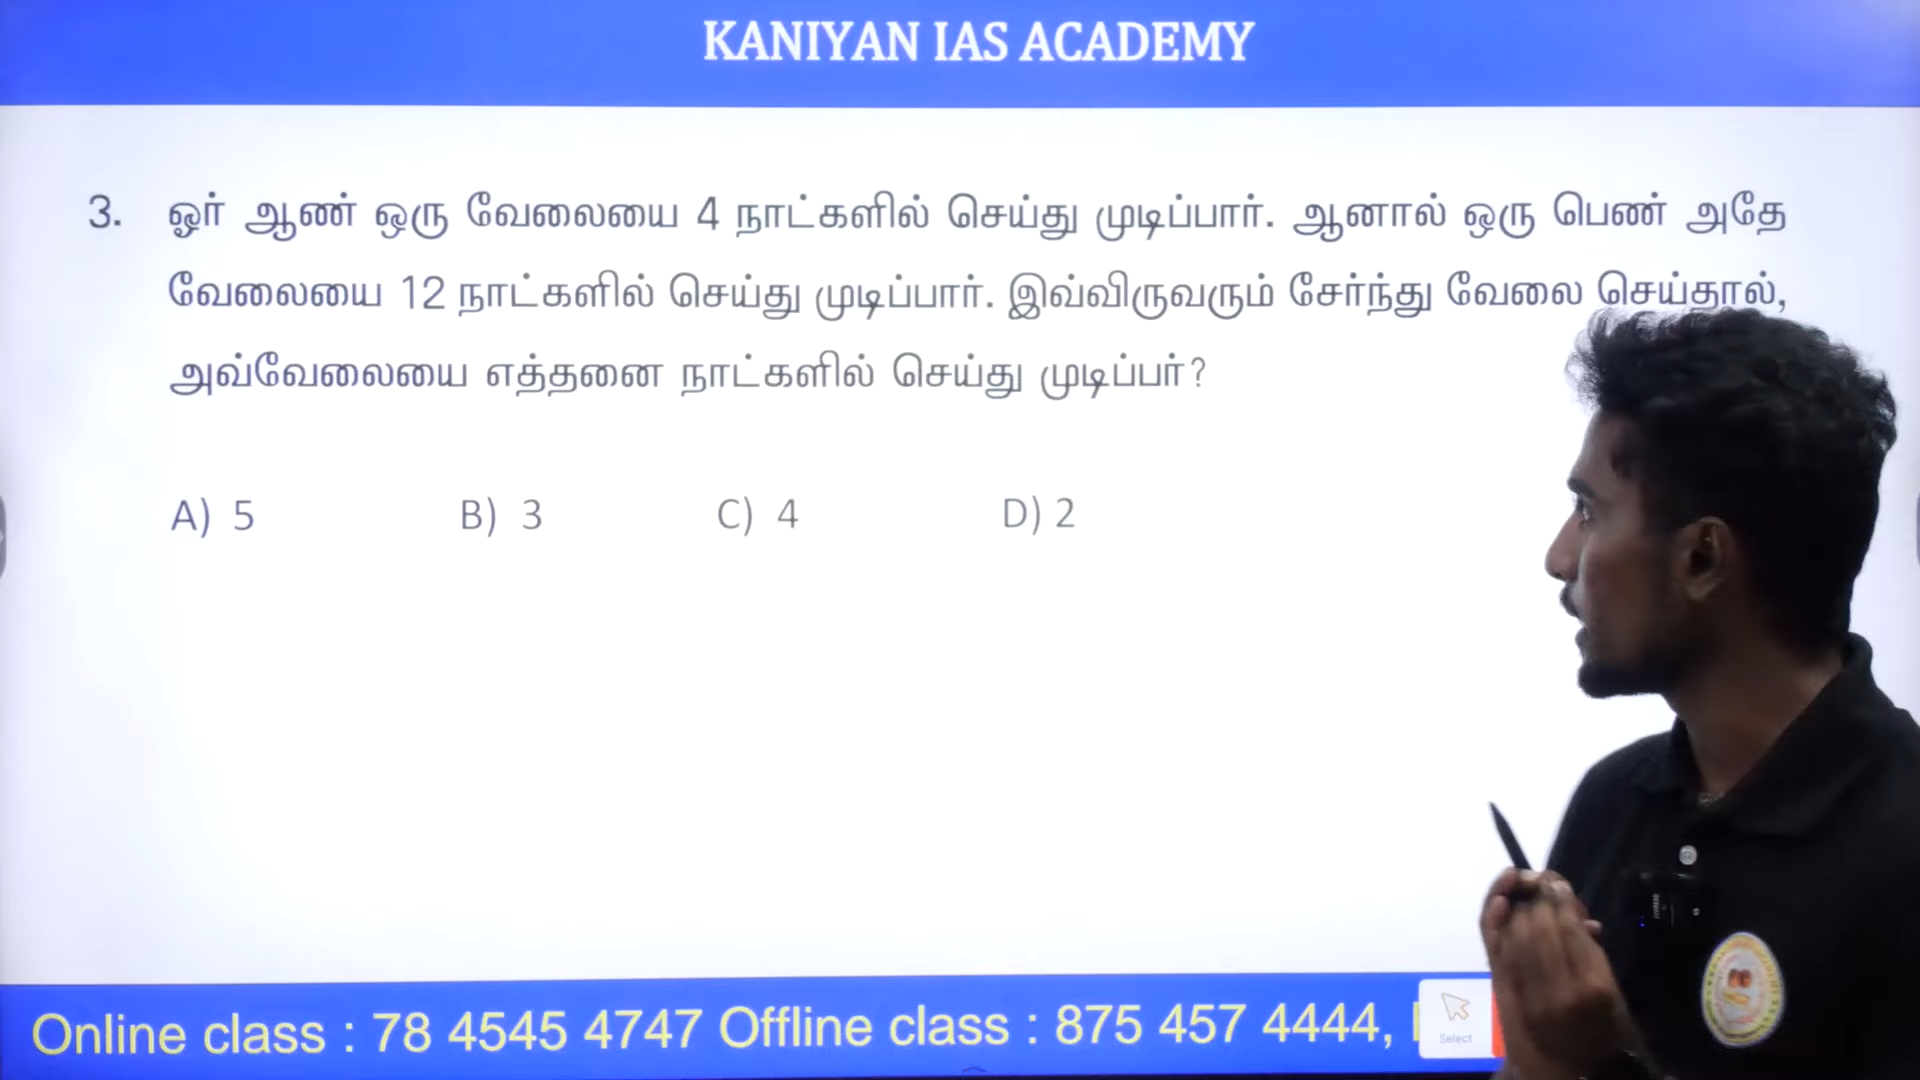 KANIYAN IAS ACADEMY
3. ஓர் ஆண் ஒரு வேலையை 4 நாட்களில் செய்து முடிப்பார். ஆனால் ஒரு பெண் அதே
வேலையை 12 நாட்களில் செய்து முடிப்பார். இவ்விருவரும் சேர்ந்து வேலை செய்தால்,
அவ்வேலையை எத்தனை நாட்களில் செய்து முடிப்பர்?
A) 5 B) 3 C) 4 D) 2
Online class : 78 4545 4747 Offline class : 875 457 4444,
Select